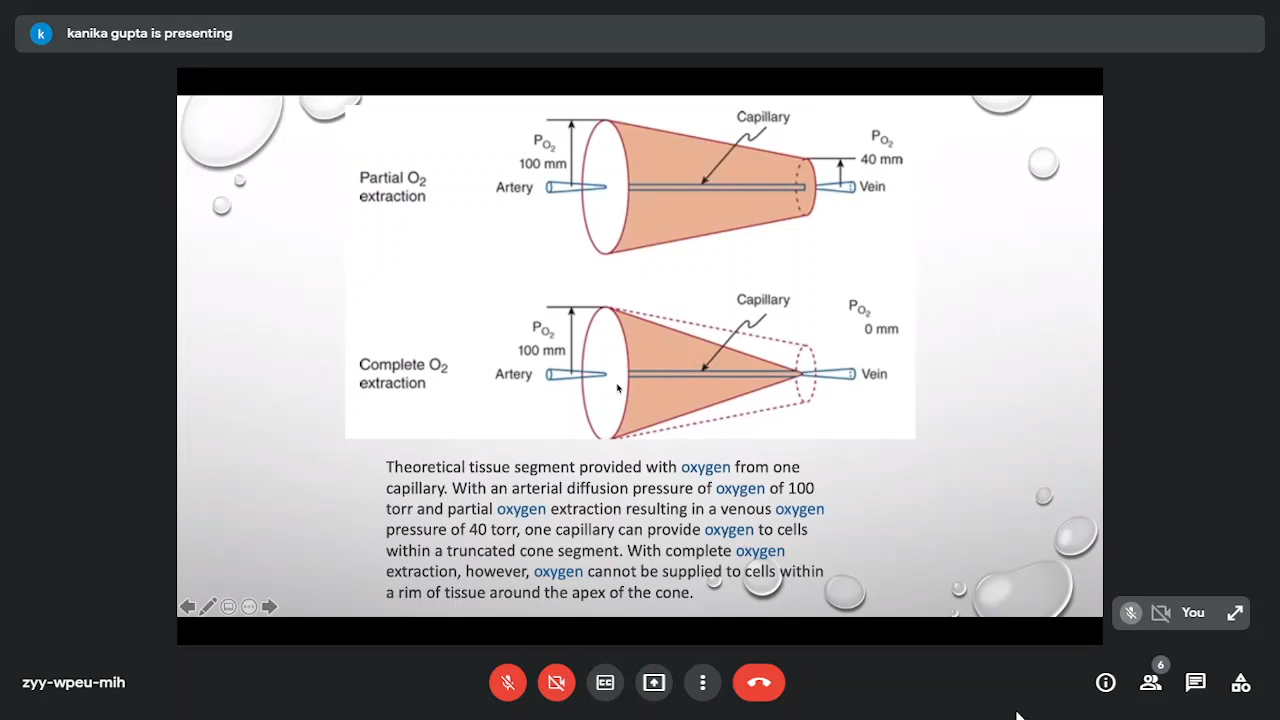 k
kanika gupta is presenting
Capillary
PO2
100 mm
PO2
40 mm
Partial O2
extraction
Artery
Vein
Capillary
PO2
0 mm
PO2
100 mm
Complete O2
extraction
Artery
Vein
Theoretical tissue segment provided with oxygen from one
capillary. With an arterial diffusion pressure of oxygen of 100
torr and partial oxygen extraction resulting in a venous oxygen
pressure of 40 torr, one capillary can provide oxygen to cells
within a truncated cone segment. With complete oxygen
extraction, however, oxygen cannot be supplied to cells within
a rim of tissue around the apex of the cone.
You
zyy-wpeu-mih
CC
6